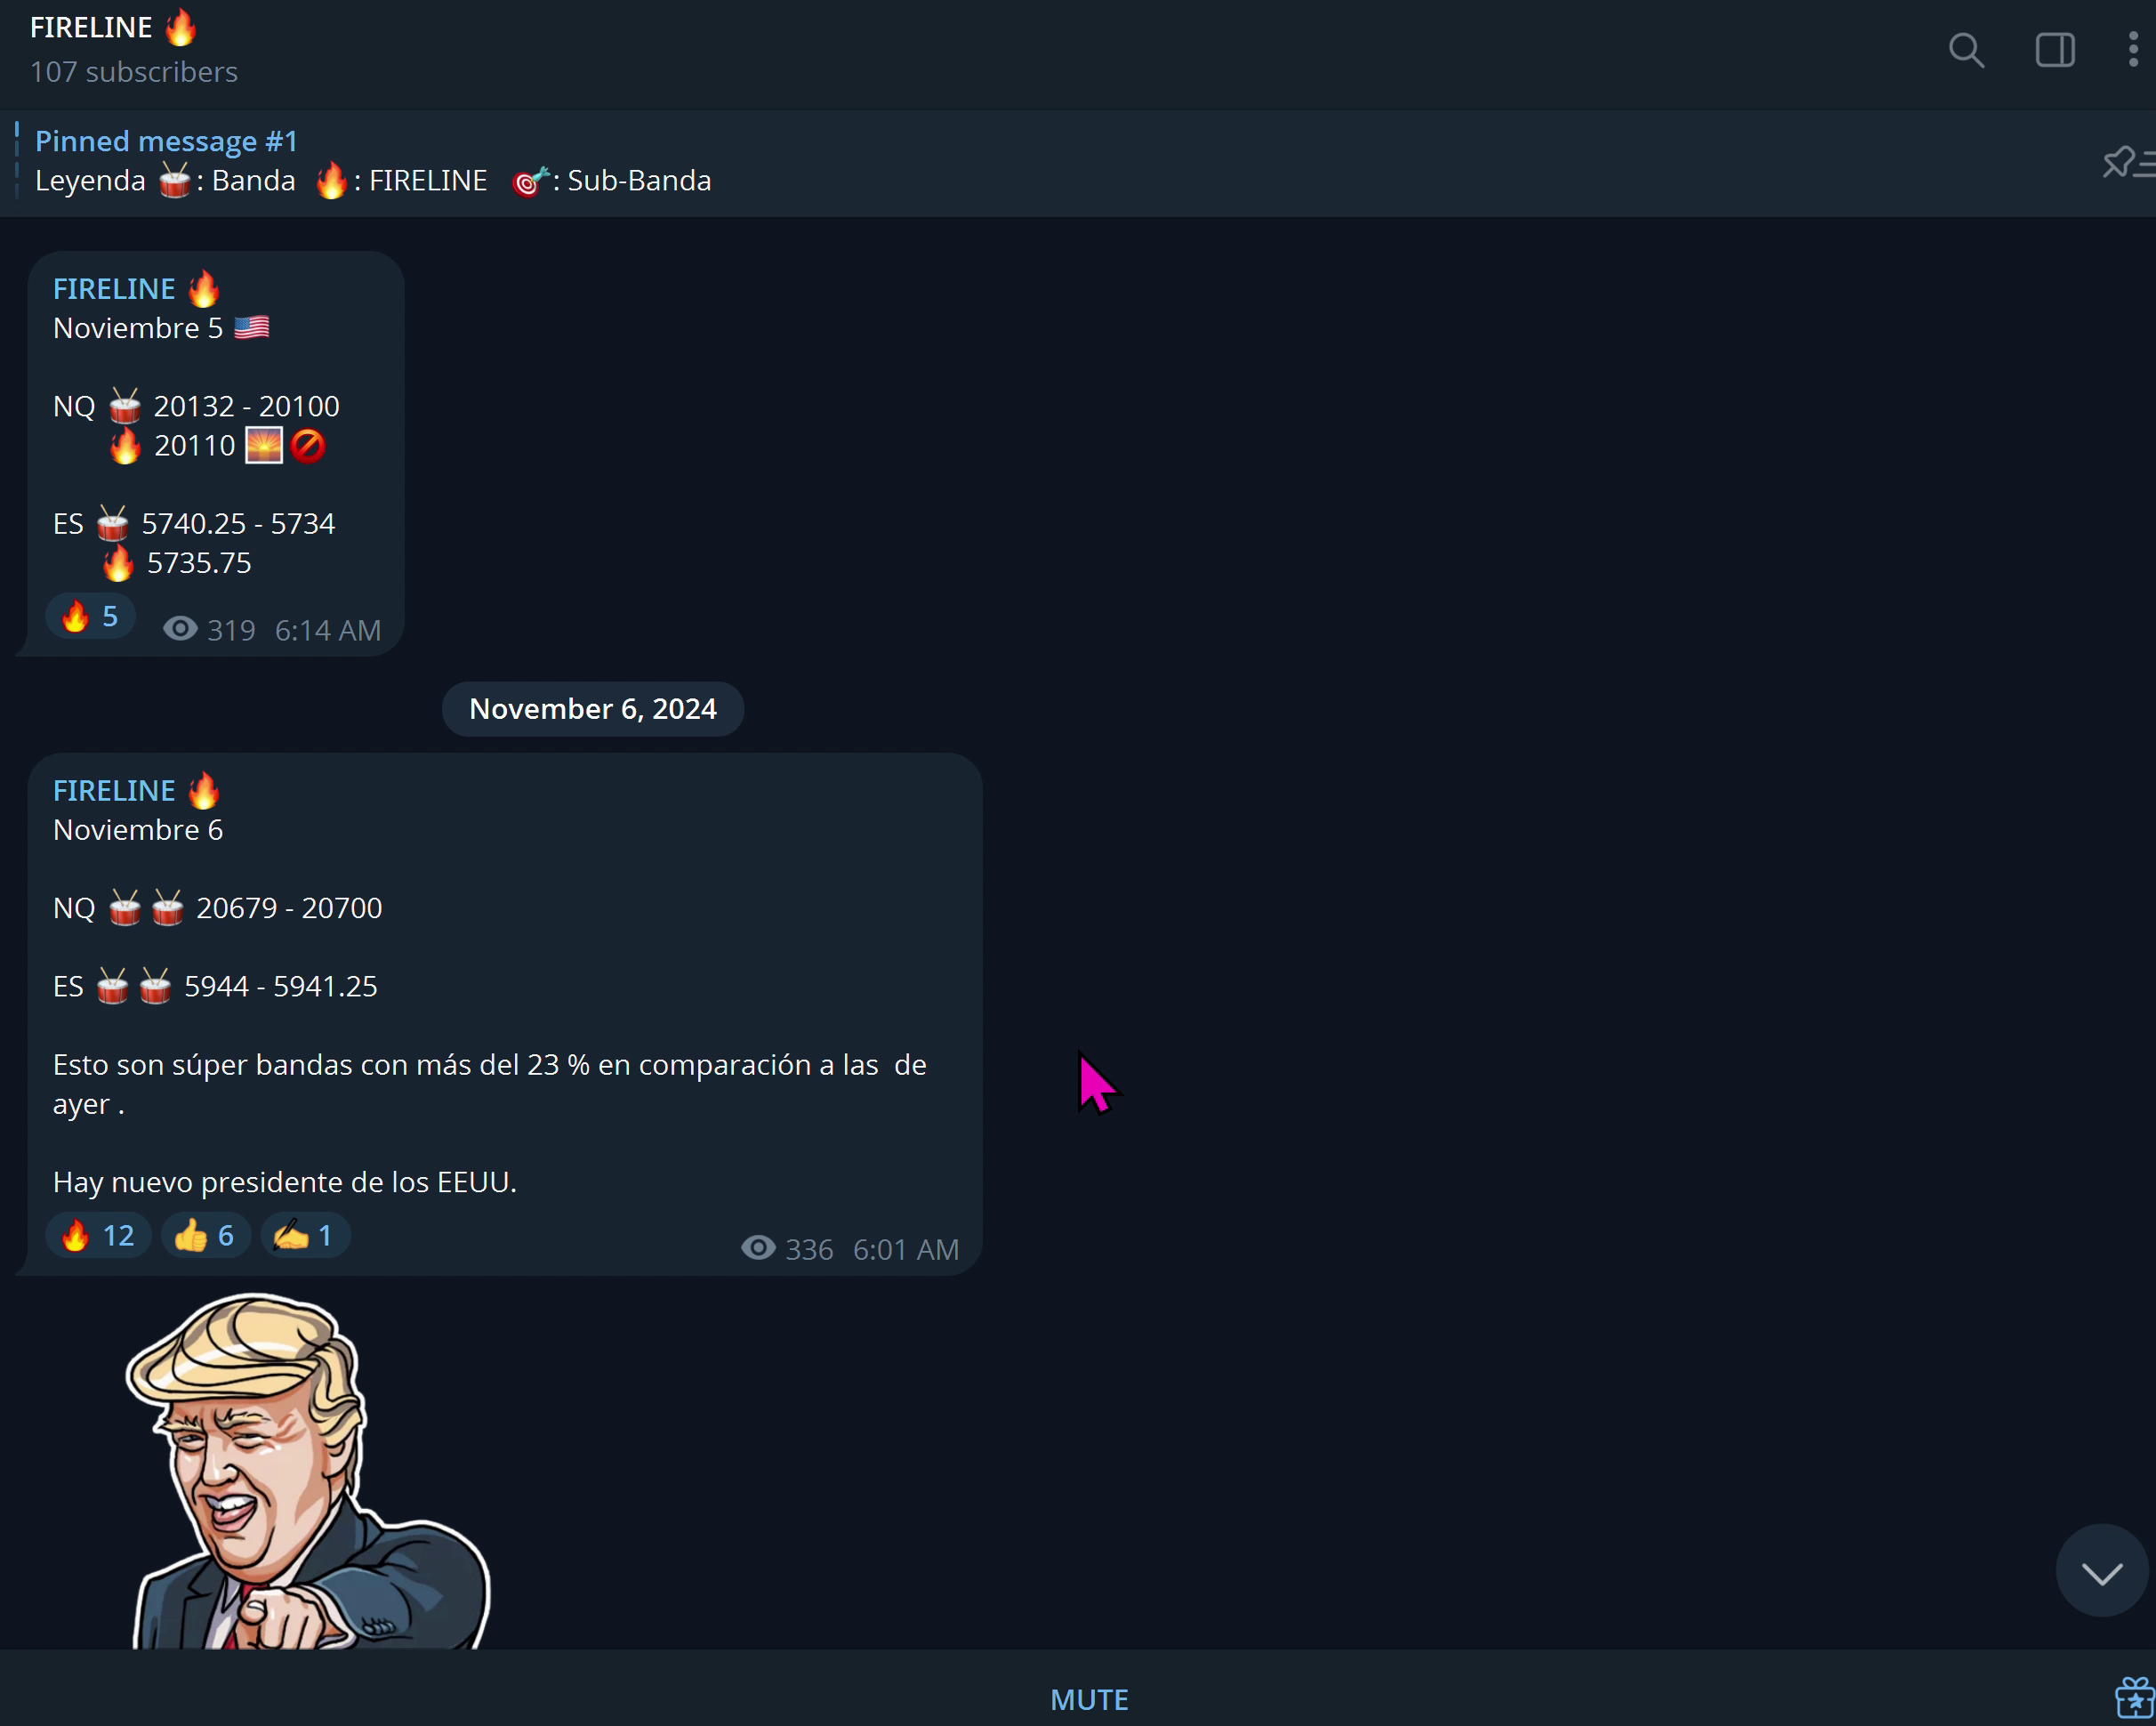 FIRELINE 🔥
107 subscribers
Pinned message #1
Leyenda 🥁: Banda 🔥: FIRELINE 🎯: Sub-Banda
FIRELINE 🔥
Noviembre 5 🇺🇸
NQ 🥁 20132 - 20100
🔥 20110 🌅🚫
ES 🥁 5740.25 - 5734
🔥 5735.75
🔥 5 319 6:14 AM
November 6, 2024
FIRELINE 🔥
Noviembre 6
NQ 🥁🥁 20679 - 20700
ES 🥁🥁 5944 - 5941.25
Esto son súper bandas con más del 23 % en comparación a las de
ayer .
Hay nuevo presidente de los EEUU.
🔥 12 👍 6 ✍️ 1 336 6:01 AM
MUTE